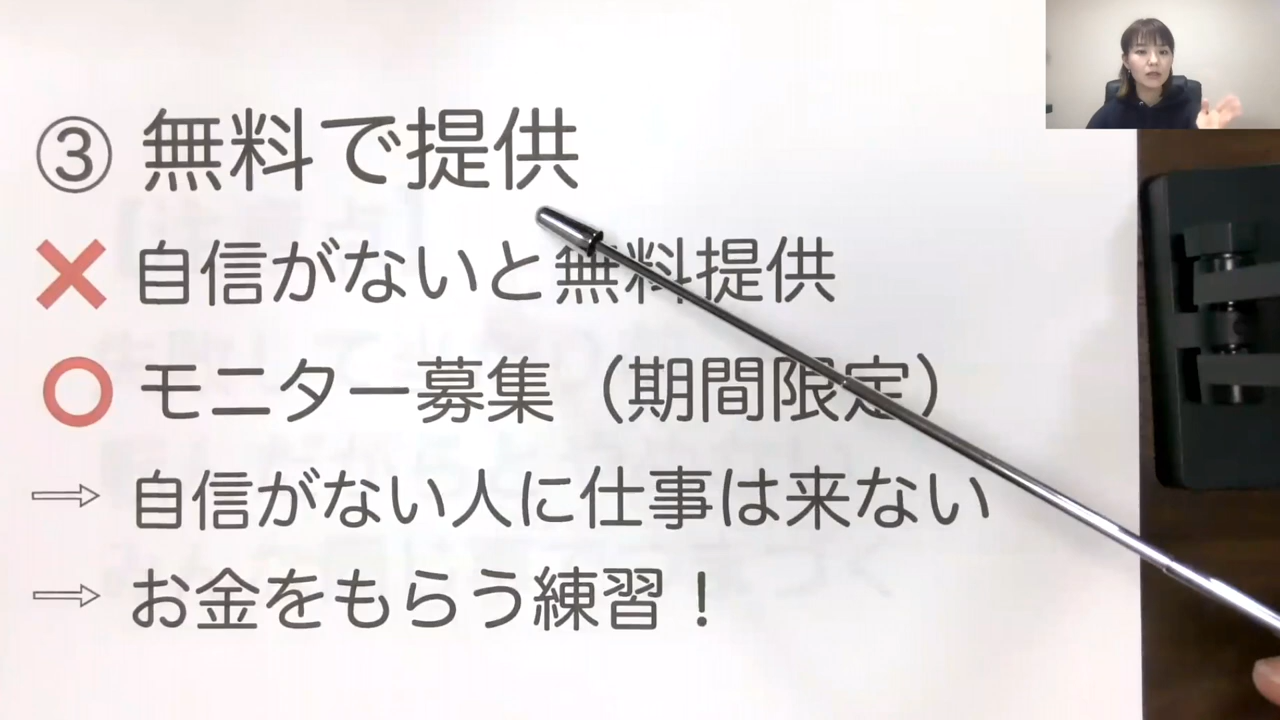 ③ 無料で提供
❌ 自信がないと無料提供
⭕ モニター募集（期間限定）
⇨ 自信がない人に仕事は来ない
⇨ お金をもらう練習！